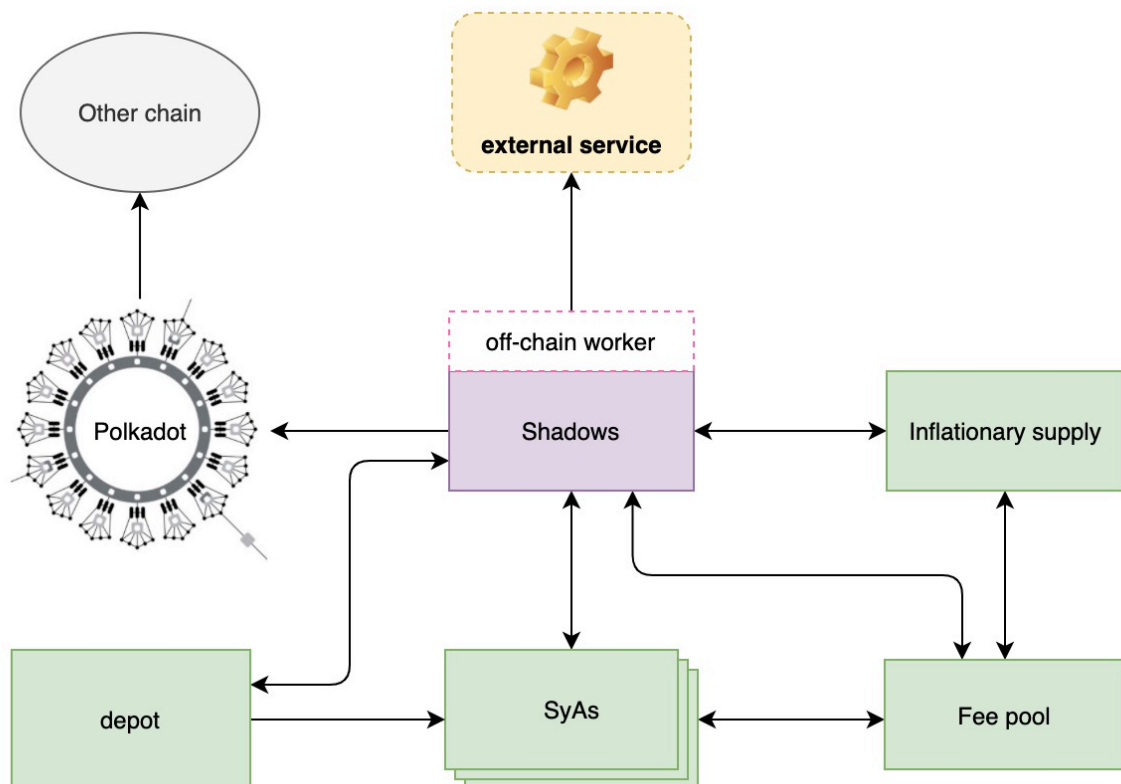 Other chain
external service
off-chain worker
Polkadot
Shadows
Inflationary supply
depot
SyAs
Fee pool